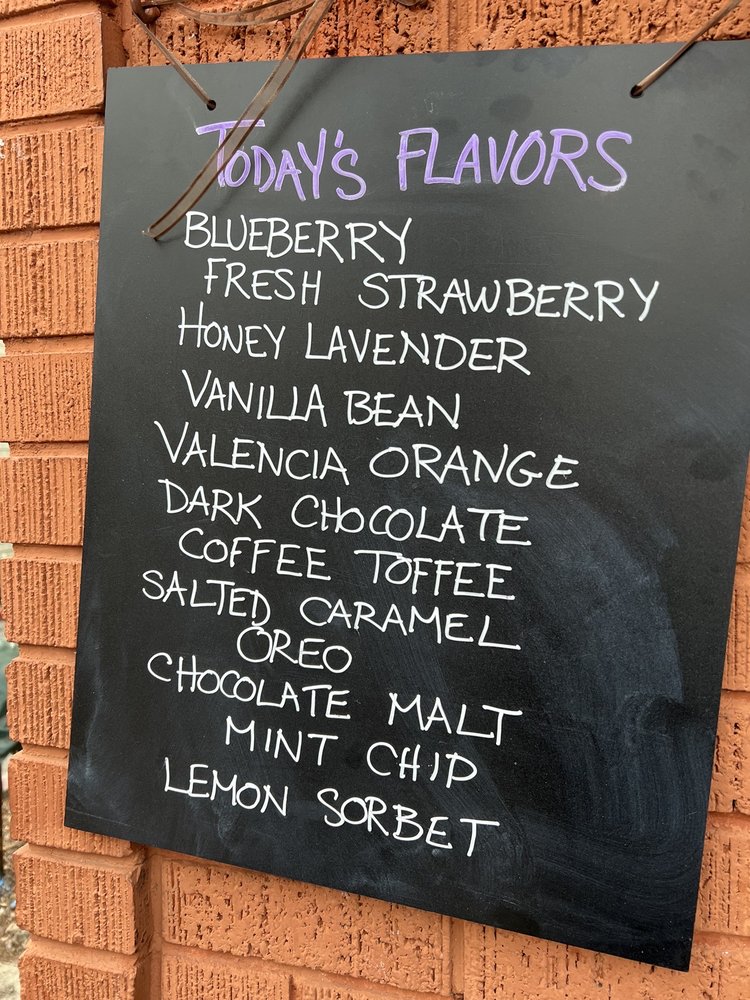 TODAY'S FLAVORS
BLUEBERRY
FRESH STRAWBERRY
HONEY LAVENDER
VANILLA BEAN
VALENCIA ORANGE
DARK CHOCOLATE
COFFEE TOFFEE
SALTED CARAMEL
OREO
CHOCOLATE MALT
MINT CHIP
LEMON SORBET